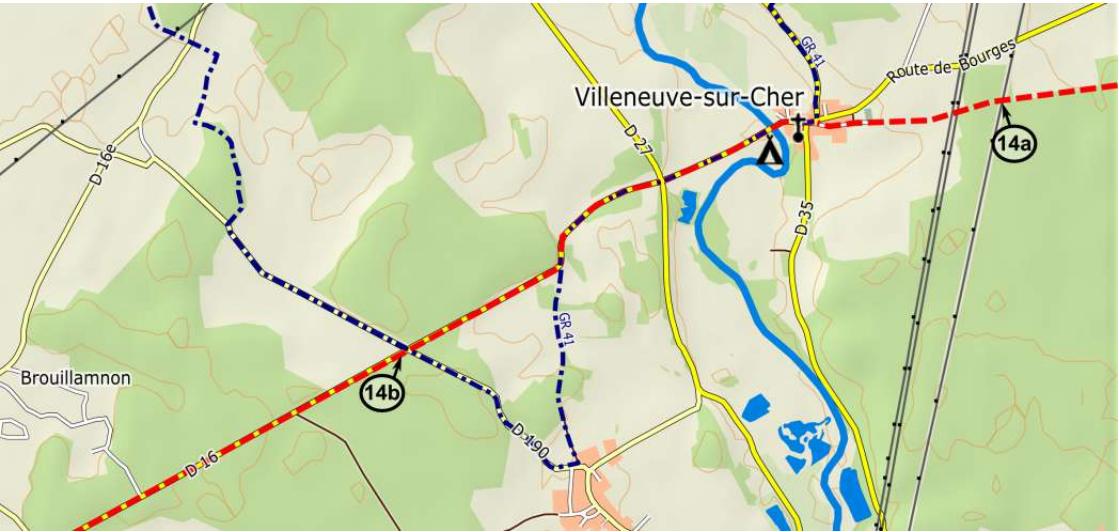 GR 41
Route de Bourges
Villeneuve-sur-Cher
D 27
14a
D 16e
D 35
GR 41
Brouillamnon
14b
D 190
D 16